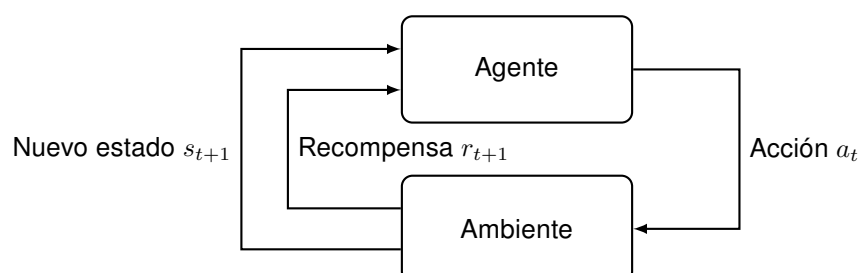 Agente
Nuevo estado s_{t+1}
Recompensa r_{t+1}
Acción a_t
Ambiente